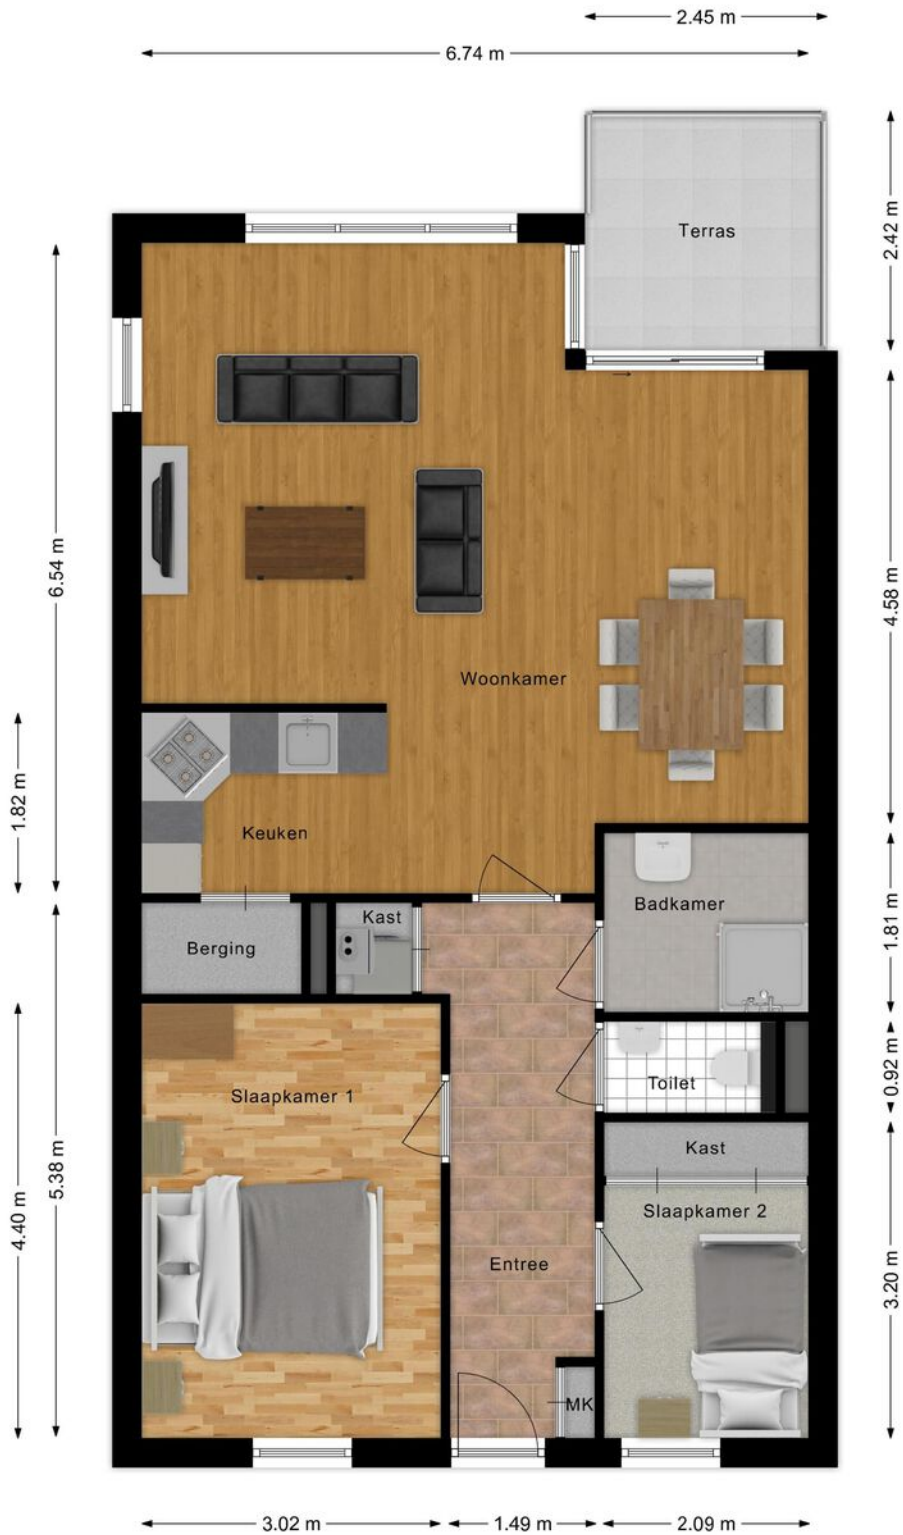 2.45 m
6.74 m
Terras
2.42 m
6.54 m
4.58 m
Woonkamer
1.82 m
Keuken
Kast
Badkamer
1.81 m
Berging
Toilet
0.92 m
Slaapkamer 1
Kast
5.38 m
4.40 m
Slaapkamer 2
Entree
3.20 m
MK
3.02 m
1.49 m
2.09 m